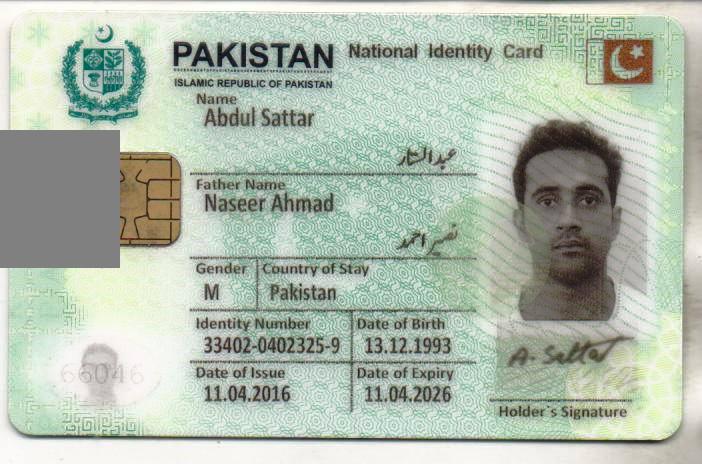 PAKISTAN National Identity Card
ISLAMIC REPUBLIC OF PAKISTAN
Name
Abdul Sattar
عبدالستار
Father Name
Naseer Ahmad
نصیر احمد
Gender Country of Stay
M Pakistan
Identity Number Date of Birth
33402-0402325-9 13.12.1993
Date of Issue Date of Expiry
11.04.2016 11.04.2026
66046
A. Sattar
Holder`s Signature